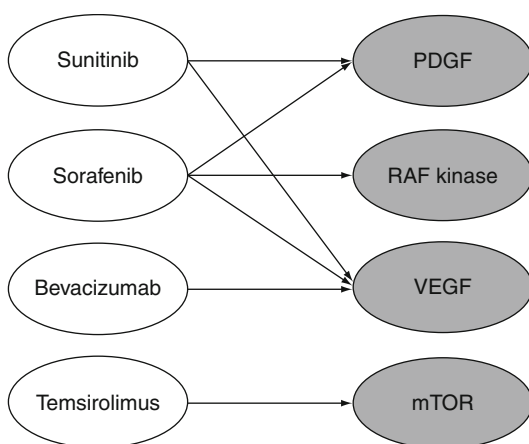 Sunitinib
PDGF
Sorafenib
RAF kinase
Bevacizumab
VEGF
Temsirolimus
mTOR